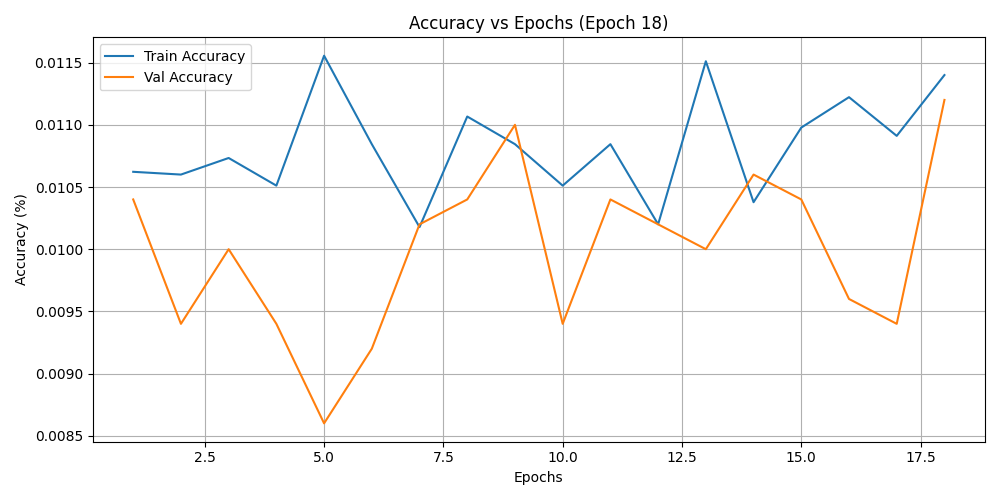 Accuracy vs Epochs (Epoch 18)
Train Accuracy
Val Accuracy
Accuracy (%)
0.0115
0.0110
0.0105
0.0100
0.0095
0.0090
0.0085
2.5 5.0 7.5 10.0 12.5 15.0 17.5
Epochs